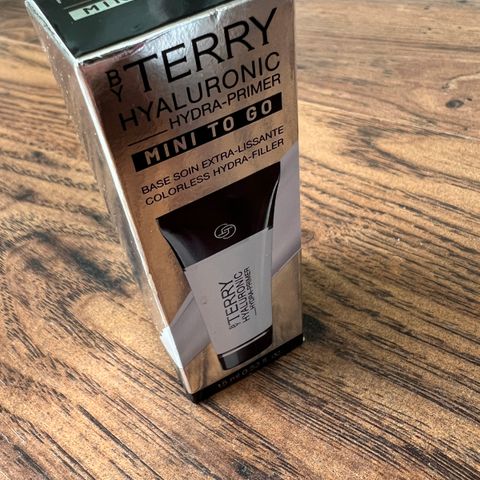 MINI
BY TERRY
HYALURONIC
HYDRA-PRIMER
MINI TO GO
BASE SOIN EXTRA-LISSANTE
COLORLESS HYDRA-FILLER
BY TERRY
HYALURONIC
HYDRA-PRIMER